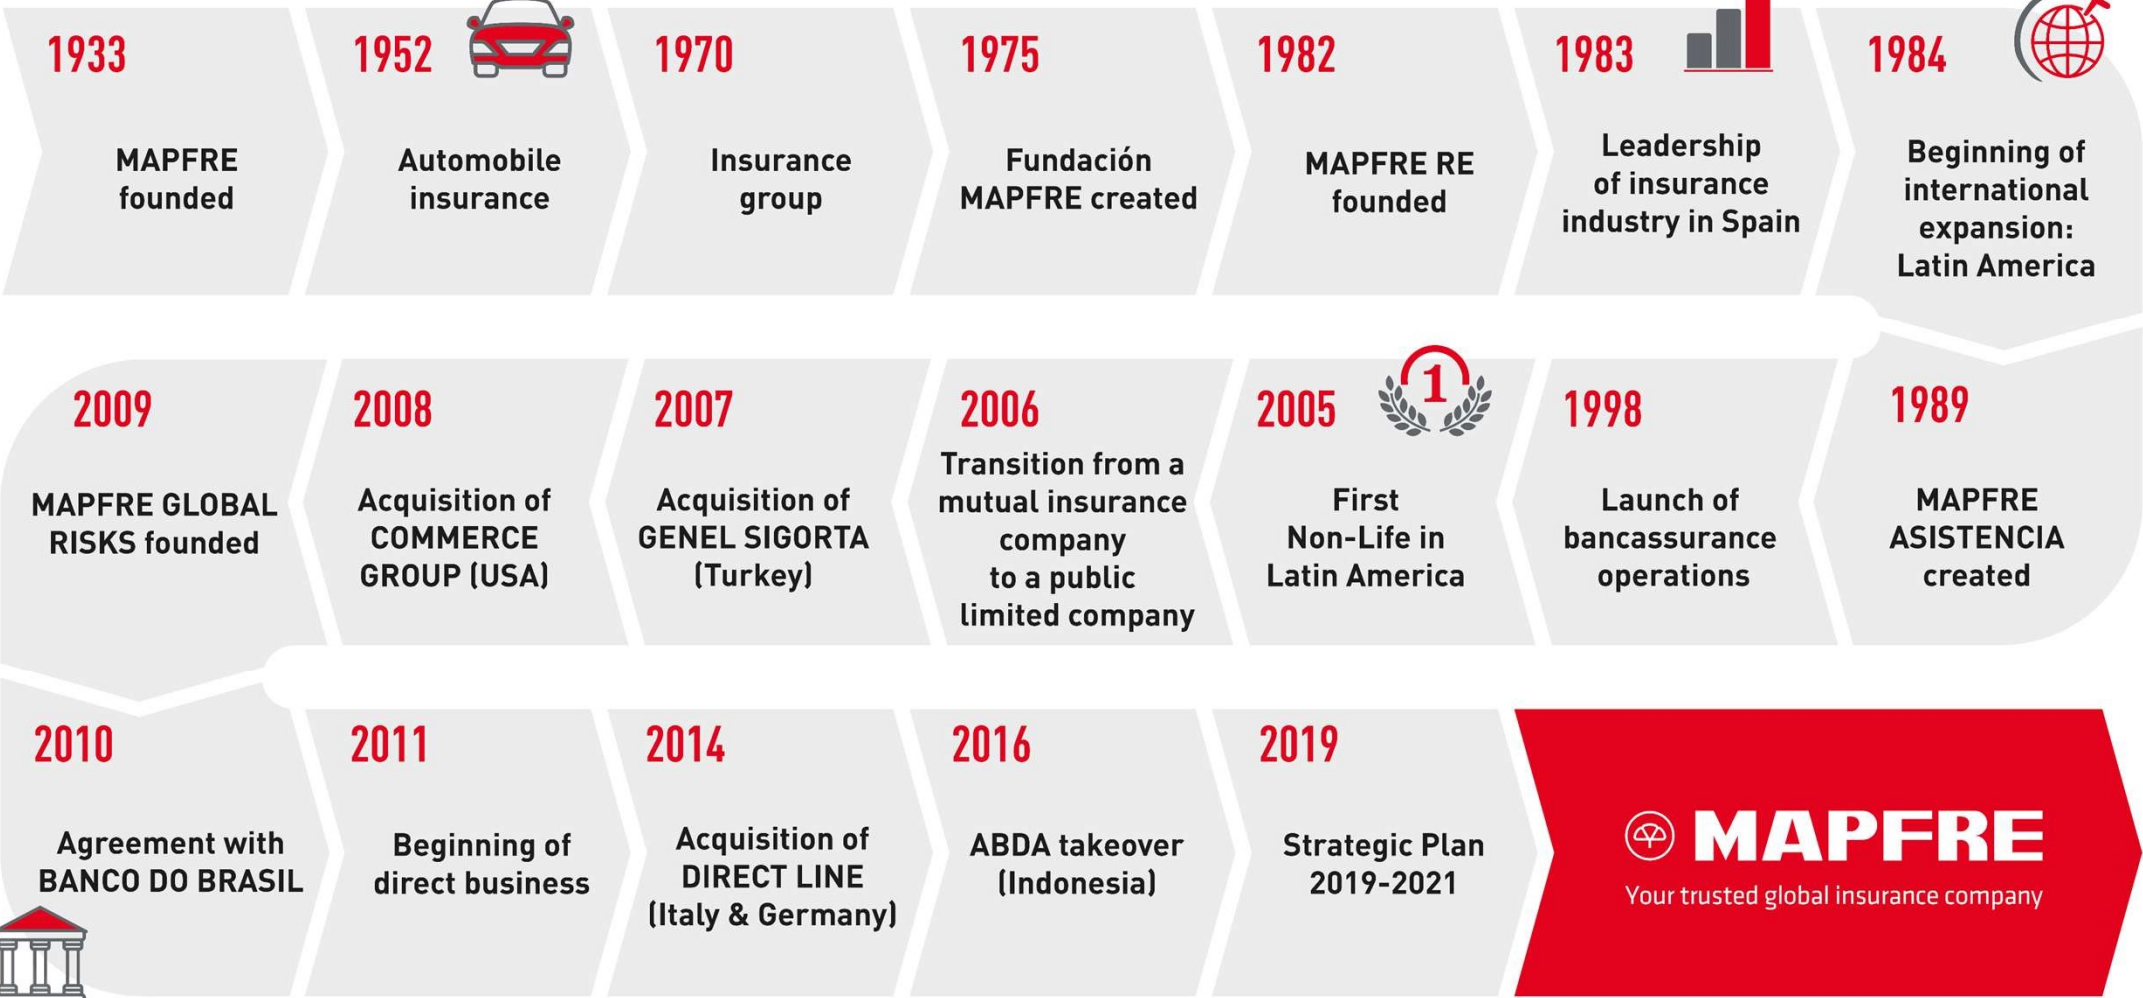 1933
MAPFRE
founded
1952
Automobile
insurance
1970
Insurance
group
1975
Fundación
MAPFRE created
1982
MAPFRE RE
founded
1983
Leadership
of insurance
industry in Spain
1984
Beginning of
international
expansion:
Latin America
1989
MAPFRE
ASISTENCIA
created
1998
Launch of
bancassurance
operations
2005
1
First
Non-Life in
Latin America
2006
Transition from a
mutual insurance
company
to a public
limited company
2007
Acquisition of
GENEL SIGORTA
(Turkey)
2008
Acquisition of
COMMERCE
GROUP (USA)
2009
MAPFRE GLOBAL
RISKS founded
2010
Agreement with
BANCO DO BRASIL
2011
Beginning of
direct business
2014
Acquisition of
DIRECT LINE
(Italy & Germany)
2016
ABDA takeover
(Indonesia)
2019
Strategic Plan
2019-2021
MAPFRE
Your trusted global insurance company